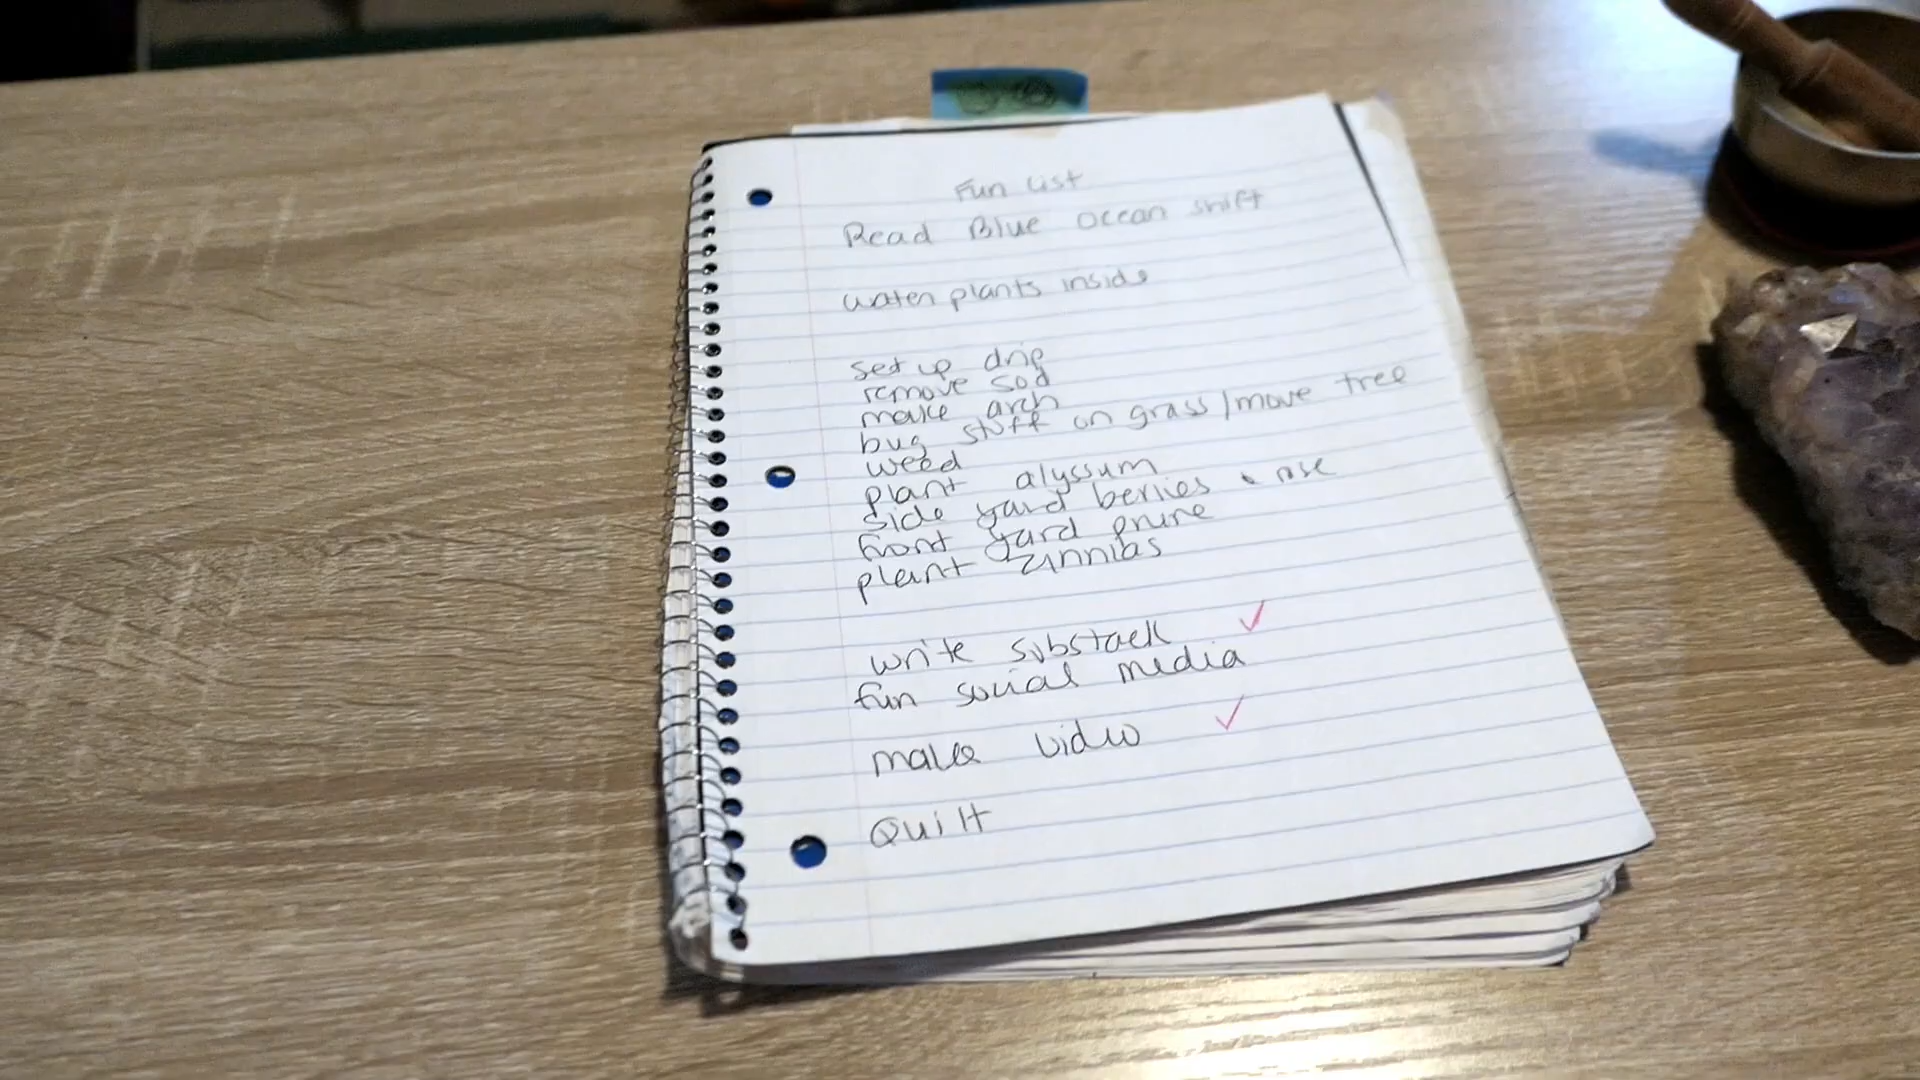 Fun List
Read Blue Ocean Shift
water plants inside
set up drip
remove sod
make arch
bug stuff on grass/move tree
weed
plant alyssum
side yard berries & rose
front yard prune
plant zinnias
write substack ✓
fun social media
make video ✓
Quilt